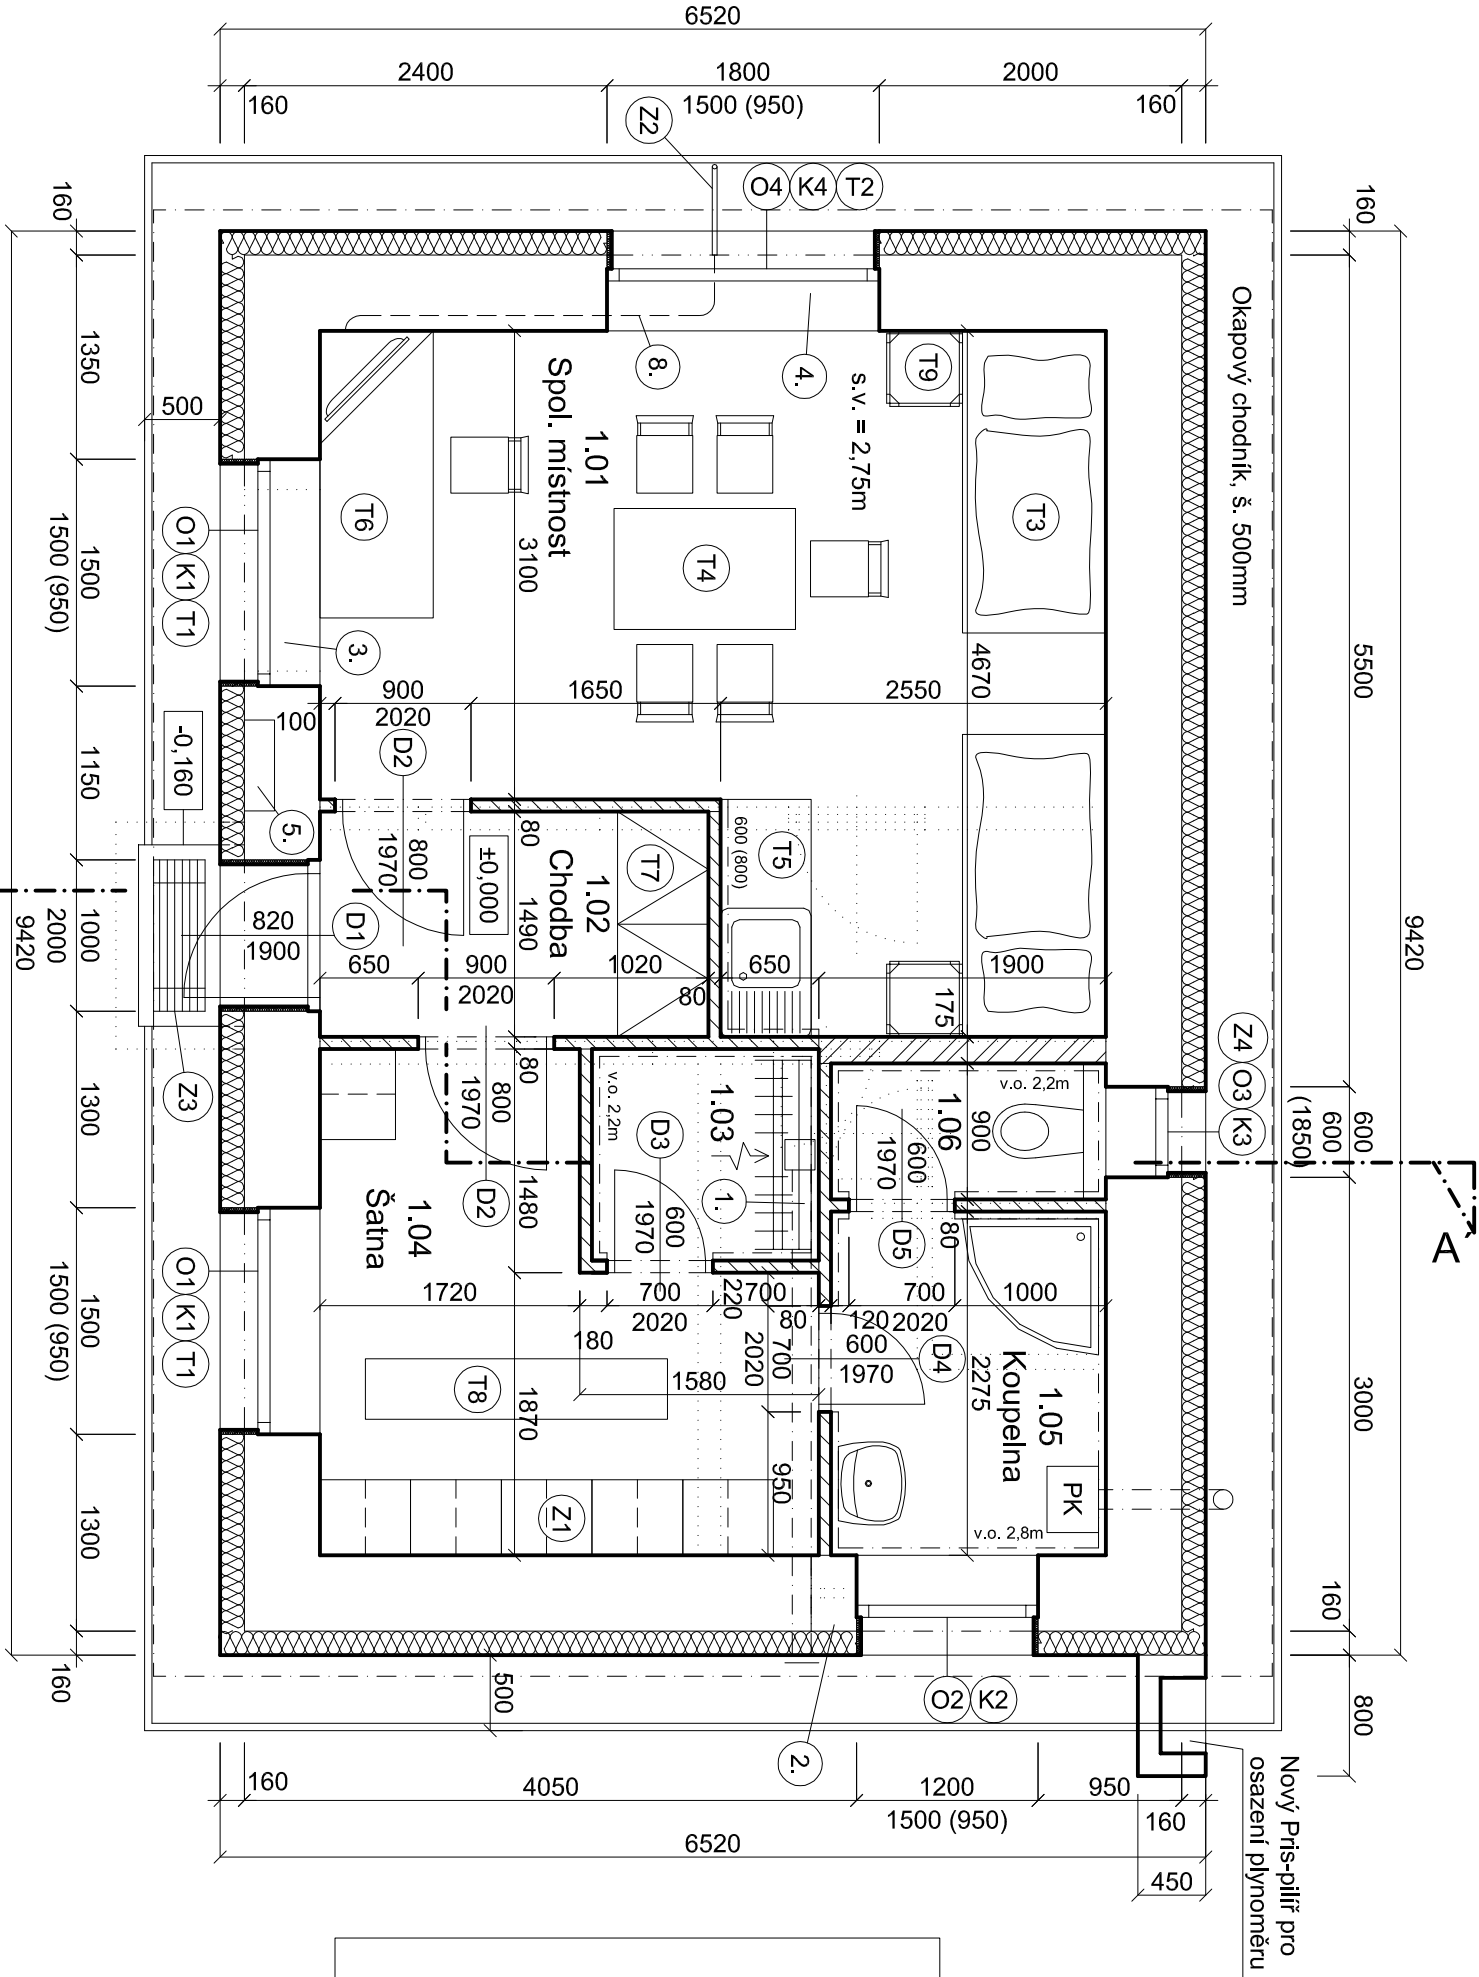 6520
2400
1800
2000
160
1500 (950)
160
Z2
O4
K4
T2
160
160
1350
500
Okapový chodník, š. 500mm
8.
4.
T9
s.v. = 2,75m
1.01
Spol. místnost
T3
T6
T4
3100
5500
9420
1500
1500 (950)
O1
K1
T1
3.
4670
900
2020
1650
2550
100
D2
-0,160
1150
5.
80
800
1970
±0,000
1.02
Chodba
T7
T5
600 (800)
1490
820
1900
D1
1000
2000
9420
650
900
2020
1020
80
650
1900
175
Z3
1300
80
800
1970
v.o. 2,2m
1.03
D3
600
1970
1.
v.o. 2,2m
1.06
900
600
1970
D5
80
Z4
O3
K3
600
600
(1850)
A´
D2
1480
1.04
Šatna
O1
K1
T1
1500
1500 (950)
1720
180
700
2020
220
700
80
120
700
2020
1000
700
2020
600
1970
D4
2275
1.05
Koupelna
1580
T8
1870
950
3000
PK
v.o. 2,8m
Z1
1300
160
160
500
O2
K2
800
2.
160
4050
1200
1500 (950)
950
160
6520
450
Nový Pris-pilíř pro
osazení plynoměru